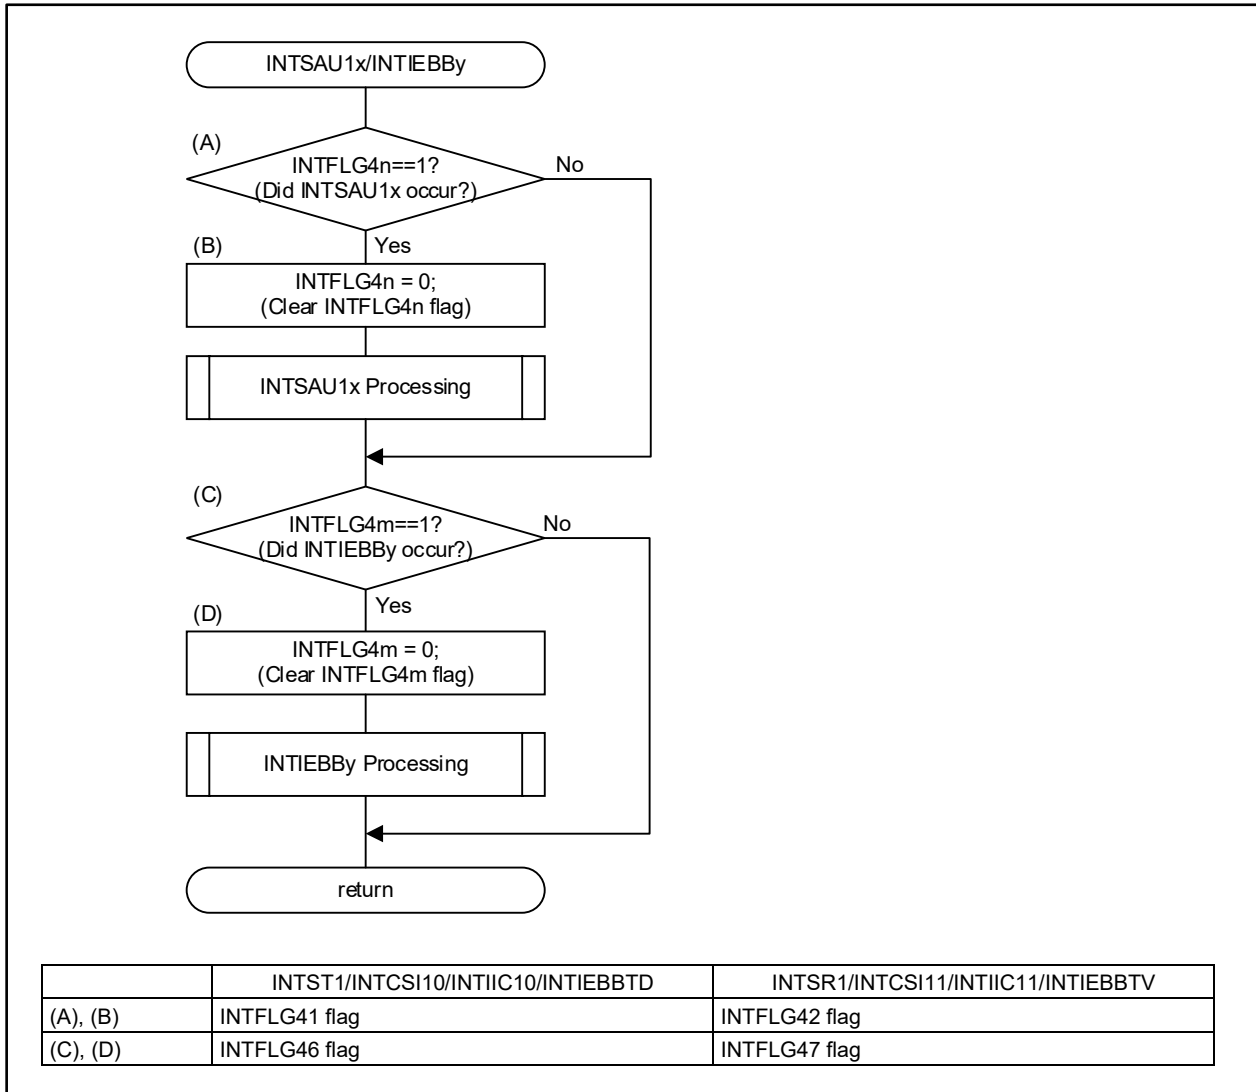 INTSAU1x/INTIEBBy
(A)
INTFLG4n==1?
(Did INTSAU1x occur?)
No
Yes
(B)
INTFLG4n = 0;
(Clear INTFLG4n flag)
INTSAU1x Processing
(C)
INTFLG4m==1?
(Did INTIEBBy occur?)
No
Yes
(D)
INTFLG4m = 0;
(Clear INTFLG4m flag)
INTIEBBy Processing
return
INTST1/INTCSI10/INTIIC10/INTIEBBTD INTSR1/INTCSI11/INTIIC11/INTIEBBTV
(A), (B) INTFLG41 flag INTFLG42 flag
(C), (D) INTFLG46 flag INTFLG47 flag